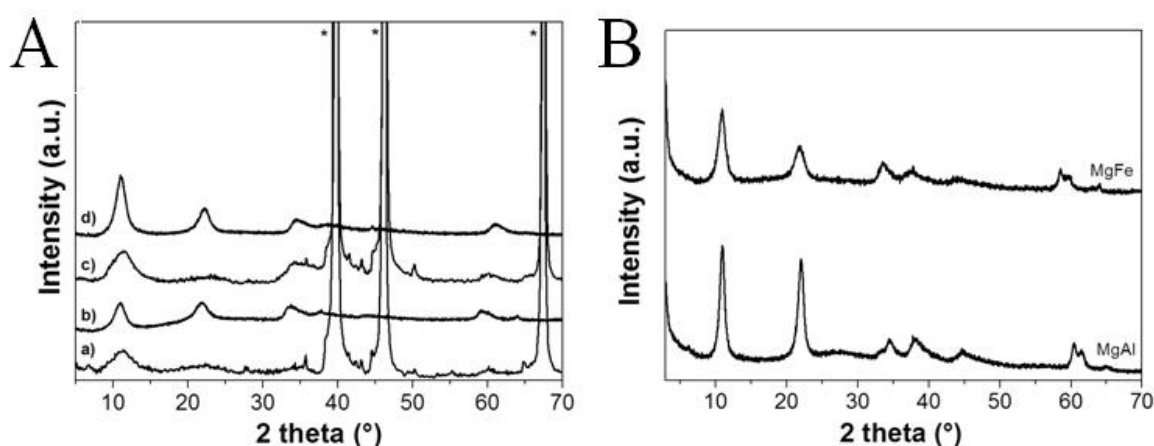 A
B
* * *
Intensity (a.u.)
d)
c)
b)
a)
10 20 30 40 50 60 70
2 theta (°)
Intensity (a.u.)
MgFe
MgAl
10 20 30 40 50 60 70
2 theta (°)